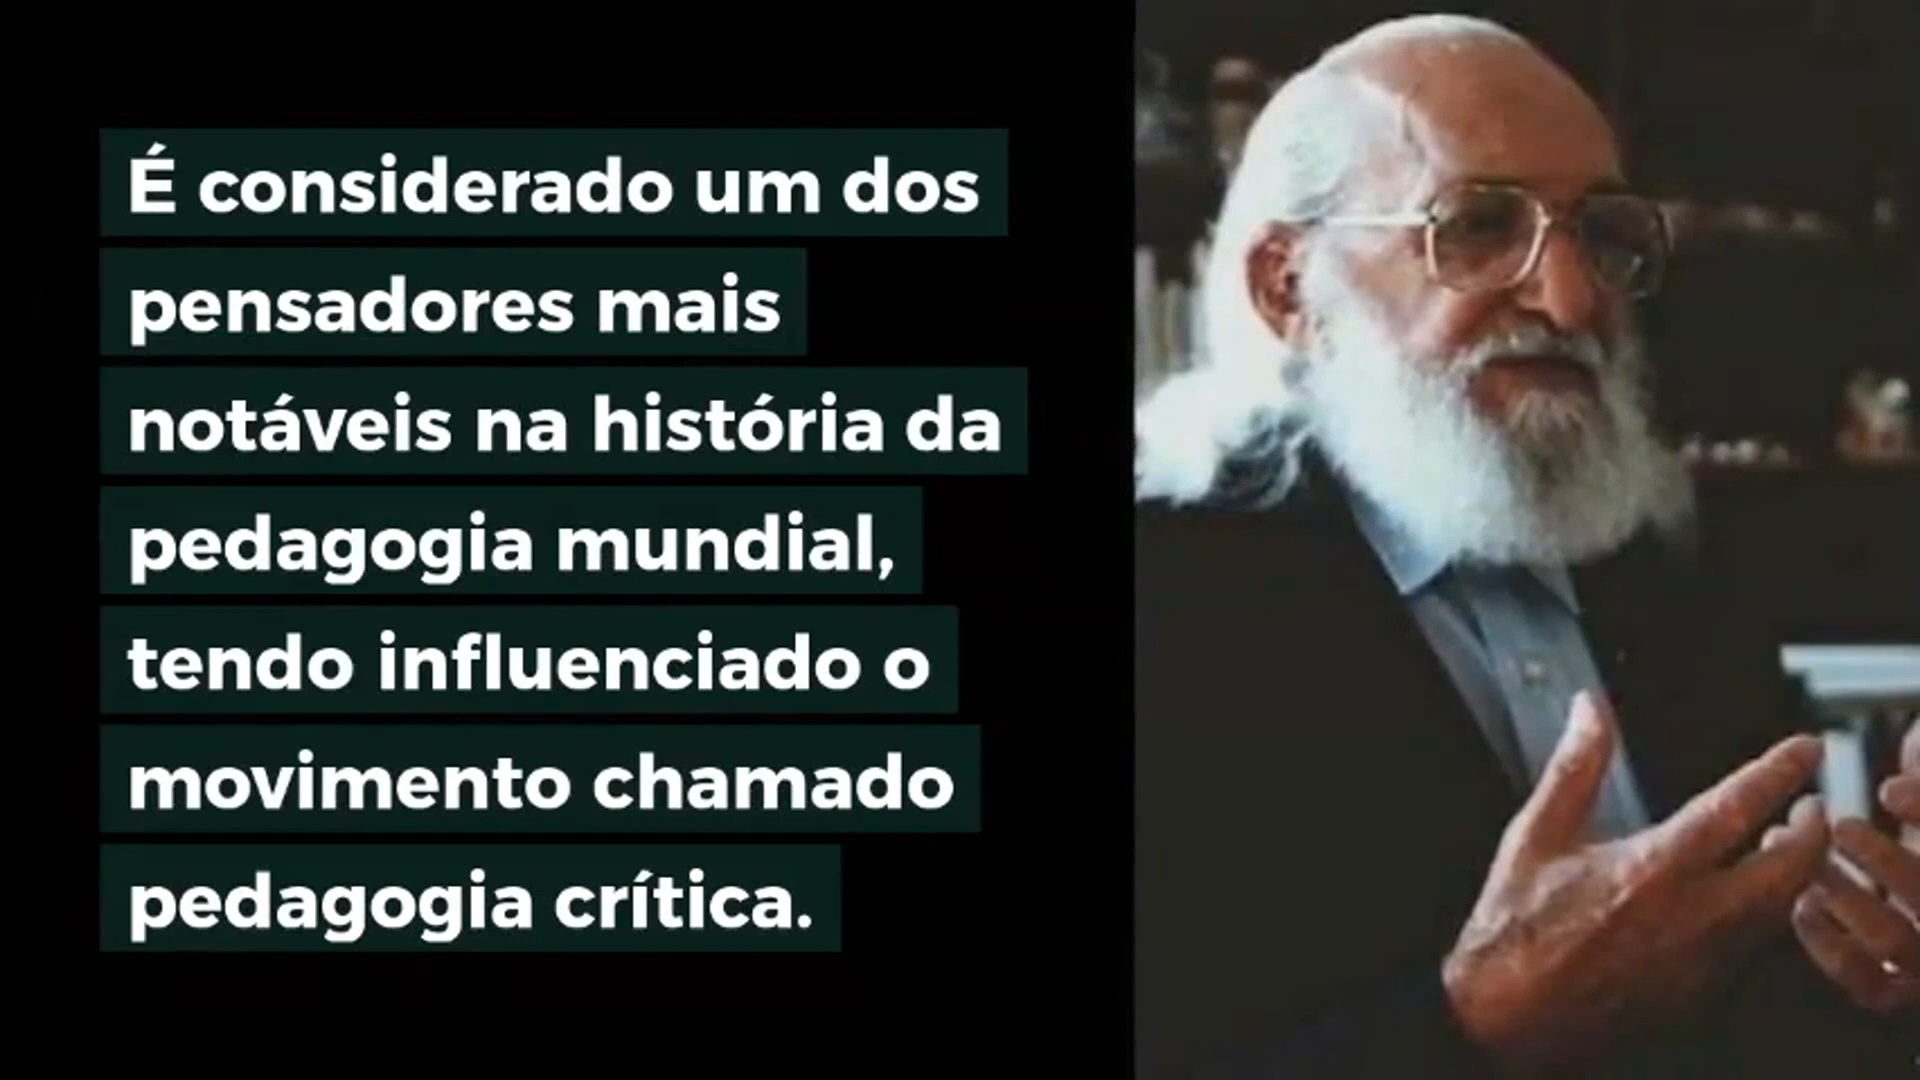 É considerado um dos
pensadores mais
notáveis na história da
pedagogia mundial,
tendo influenciado o
movimento chamado
pedagogia crítica.